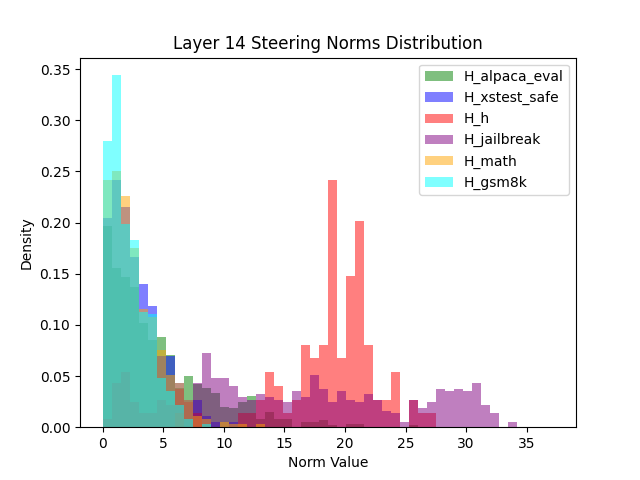 Layer 14 Steering Norms Distribution
H_alpaca_eval
H_xstest_safe
H_h
H_jailbreak
H_math
H_gsm8k
0.35
0.30
0.25
0.20
0.15
0.10
0.05
0.00
Density
0 5 10 15 20 25 30 35
Norm Value